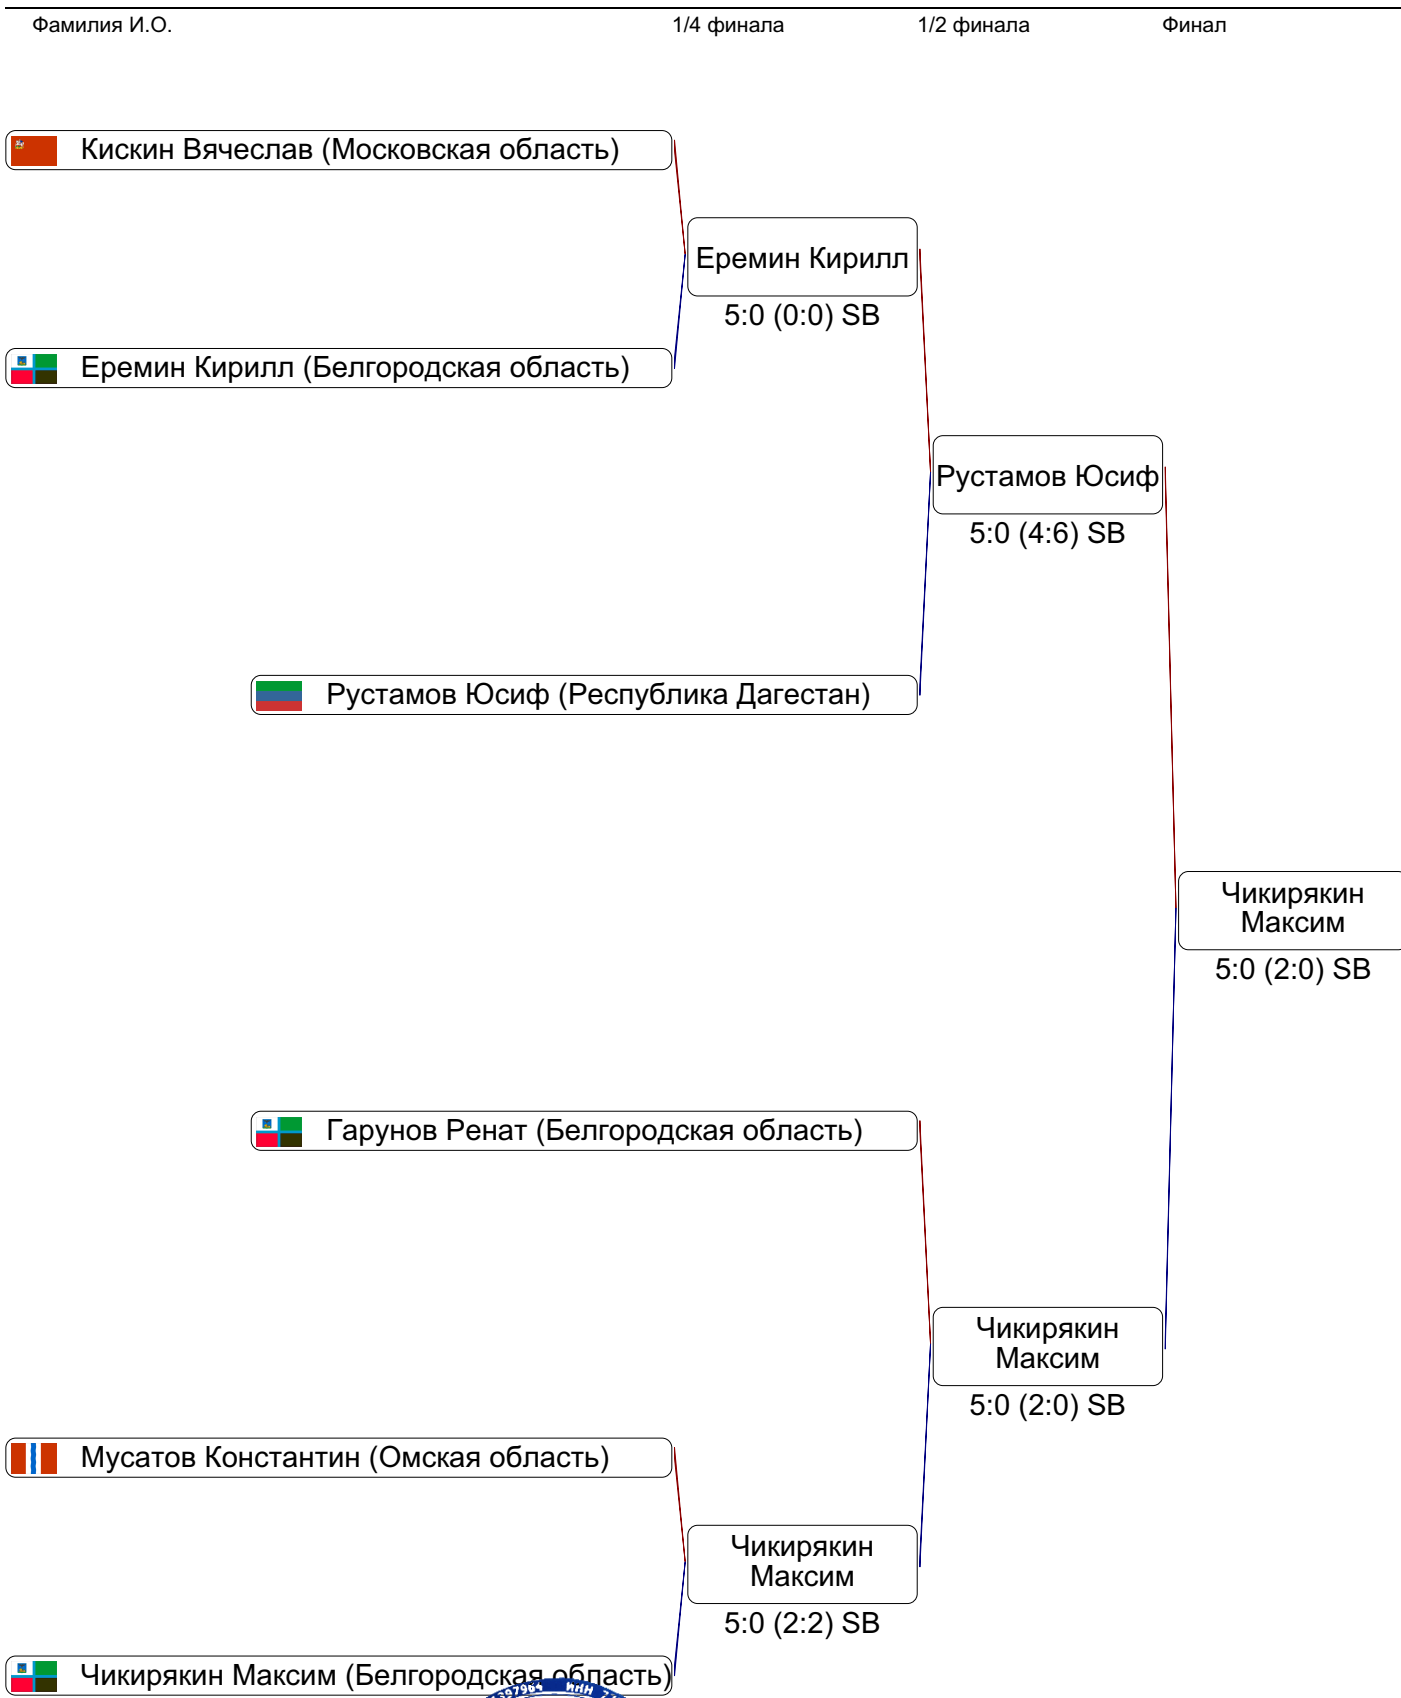 Фамилия И.О. 1/4 финала 1/2 финала Финал
Кискин Вячеслав (Московская область)
Еремин Кирилл
5:0 (0:0) SB
Еремин Кирилл (Белгородская область)
Рустамов Юсиф
5:0 (4:6) SB
Рустамов Юсиф (Республика Дагестан)
Чикирякин
Максим
5:0 (2:0) SB
Гарунов Ренат (Белгородская область)
Чикирякин
Максим
5:0 (2:0) SB
Мусатов Константин (Омская область)
Чикирякин
Максим
5:0 (2:2) SB
Чикирякин Максим (Белгородская область)
397964 ИНН